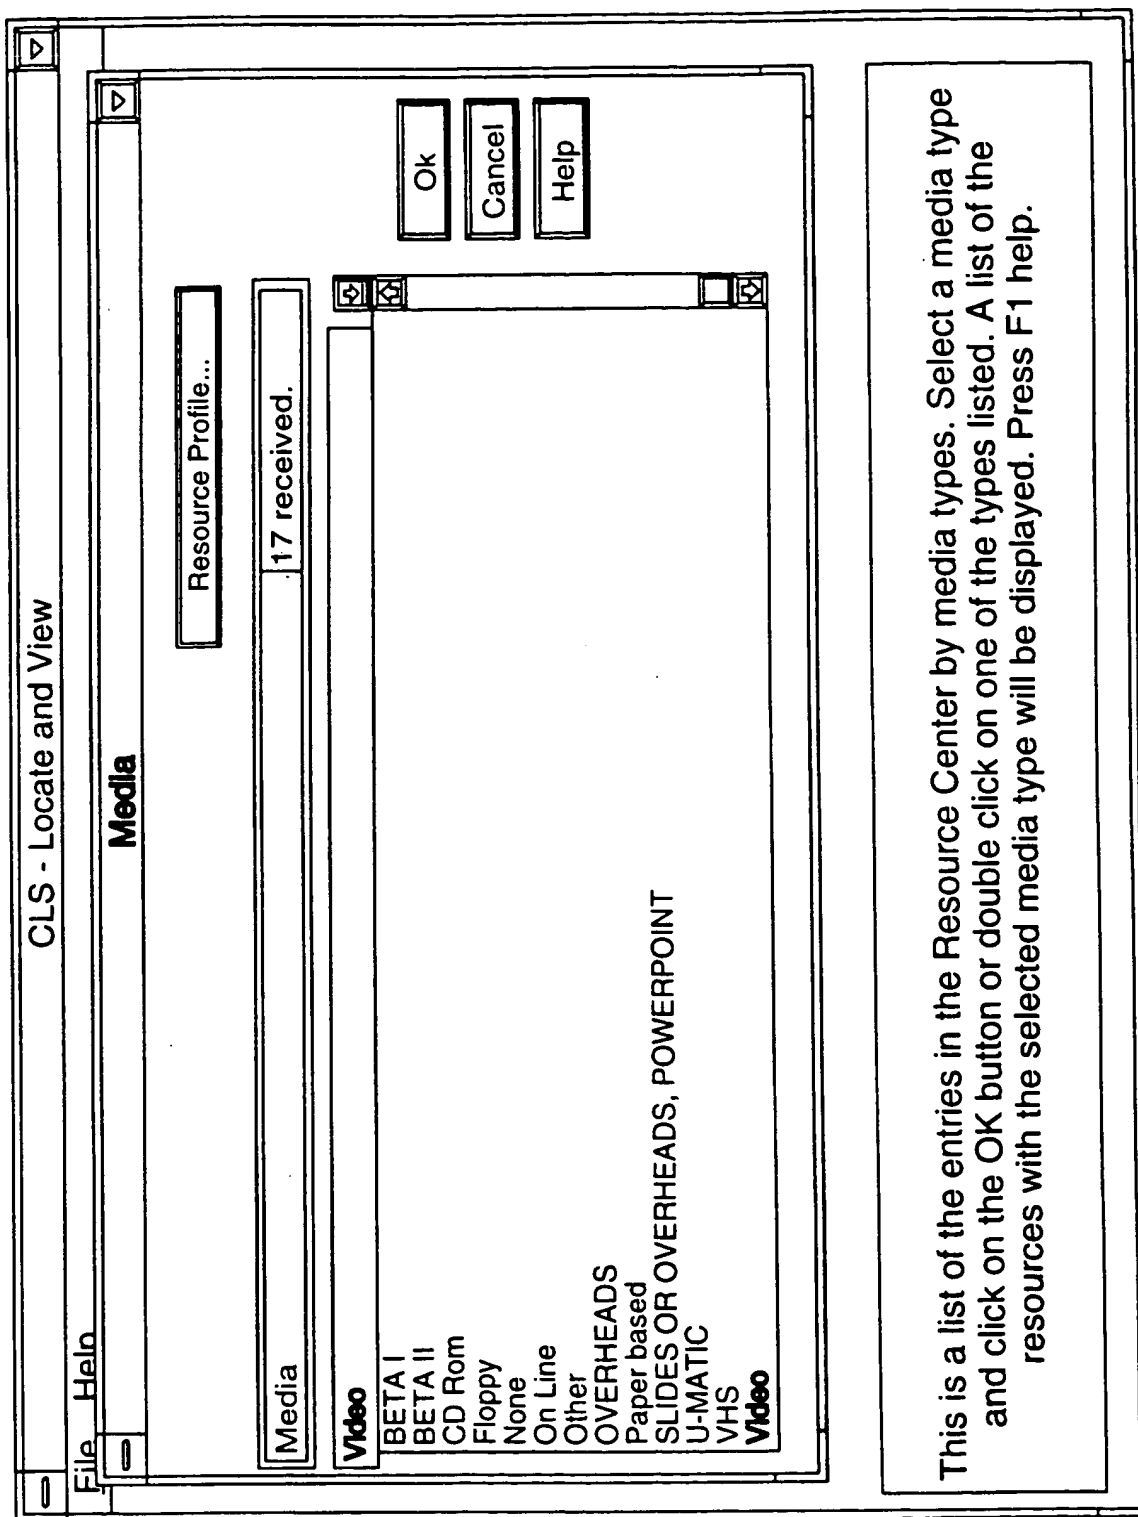 CLS - Locate and View
File Help
Media
Resource Profile...
Media 17 received.
Video
BETA I
BETA II
CD Rom
Floppy
None
On Line
Other
OVERHEADS
Paper based
SLIDES OR OVERHEADS, POWERPOINT
U-MATIC
VHS
Video
Ok
Cancel
Help
This is a list of the entries in the Resource Center by media types. Select a media type
and click on the OK button or double click on one of the types listed. A list of the
resources with the selected media type will be displayed. Press F1 help.